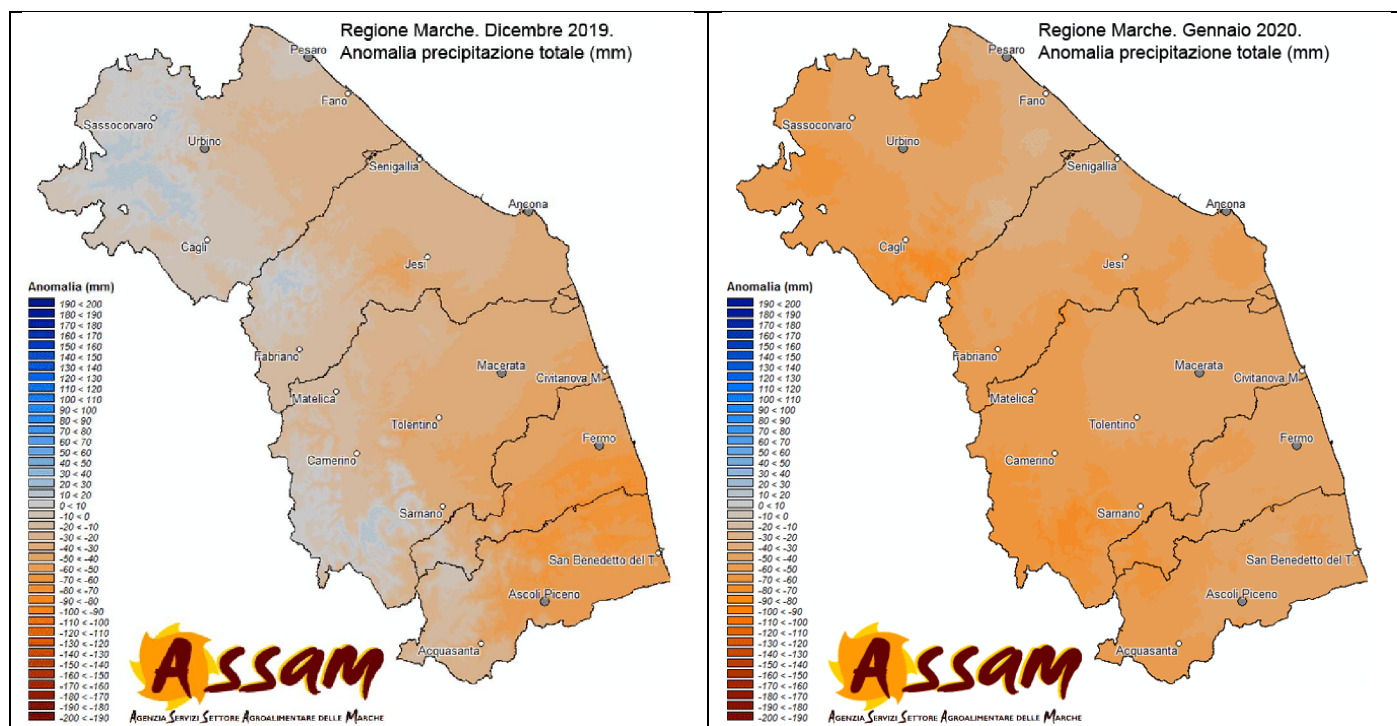 Regione Marche. Dicembre 2019.
Anomalia precipitazione totale (mm)
Pesaro
Fano
Sassocorvaro
Urbino
Senigallia
Ancona
Cagli
Jesi
Fabriano
Macerata
Civitanova M.
Matelica
Tolentino
Fermo
Camerino
Sarnano
San Benedetto del T.
Ascoli Piceno
Acquasanta
Anomalia (mm)
190 < 200
180 < 190
170 < 180
160 < 170
150 < 160
140 < 150
130 < 140
120 < 130
110 < 120
100 < 110
90 < 100
80 < 90
70 < 80
60 < 70
50 < 60
40 < 50
30 < 40
20 < 30
10 < 20
0 < 10
-10 < 0
-20 < -10
-30 < -20
-40 < -30
-50 < -40
-60 < -50
-70 < -60
-80 < -70
-90 < -80
-100 < -90
-110 < -100
-120 < -110
-130 < -120
-140 < -130
-150 < -140
-160 < -150
-170 < -160
-180 < -170
-190 < -180
-200 < -190
ASSAM
AGENZIA SERVIZI SETTORE AGROALIMENTARE DELLE MARCHE
Regione Marche. Gennaio 2020.
Anomalia precipitazione totale (mm)
Pesaro
Fano
Sassocorvaro
Urbino
Senigallia
Ancona
Cagli
Jesi
Fabriano
Macerata
Civitanova M.
Matelica
Tolentino
Fermo
Camerino
Sarnano
San Benedetto del T.
Ascoli Piceno
Acquasanta
Anomalia (mm)
190 < 200
180 < 190
170 < 180
160 < 170
150 < 160
140 < 150
130 < 140
120 < 130
110 < 120
100 < 110
90 < 100
80 < 90
70 < 80
60 < 70
50 < 60
40 < 50
30 < 40
20 < 30
10 < 20
0 < 10
-10 < 0
-20 < -10
-30 < -20
-40 < -30
-50 < -40
-60 < -50
-70 < -60
-80 < -70
-90 < -80
-100 < -90
-110 < -100
-120 < -110
-130 < -120
-140 < -130
-150 < -140
-160 < -150
-170 < -160
-180 < -170
-190 < -180
-200 < -190
ASSAM
AGENZIA SERVIZI SETTORE AGROALIMENTARE DELLE MARCHE